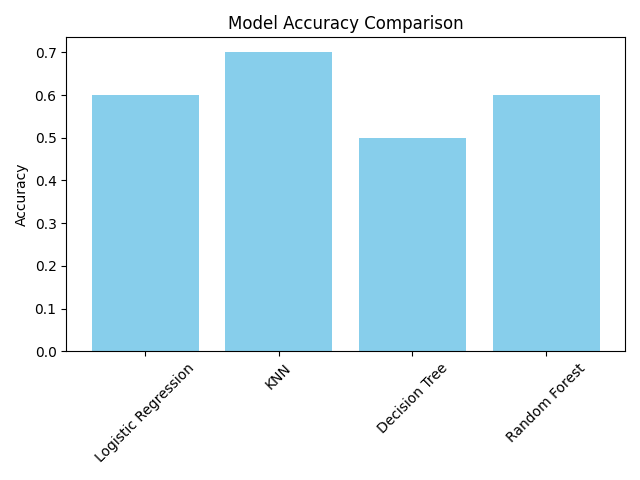 Model Accuracy Comparison
Accuracy
0.7
0.6
0.5
0.4
0.3
0.2
0.1
0.0
Logistic Regression
KNN
Decision Tree
Random Forest